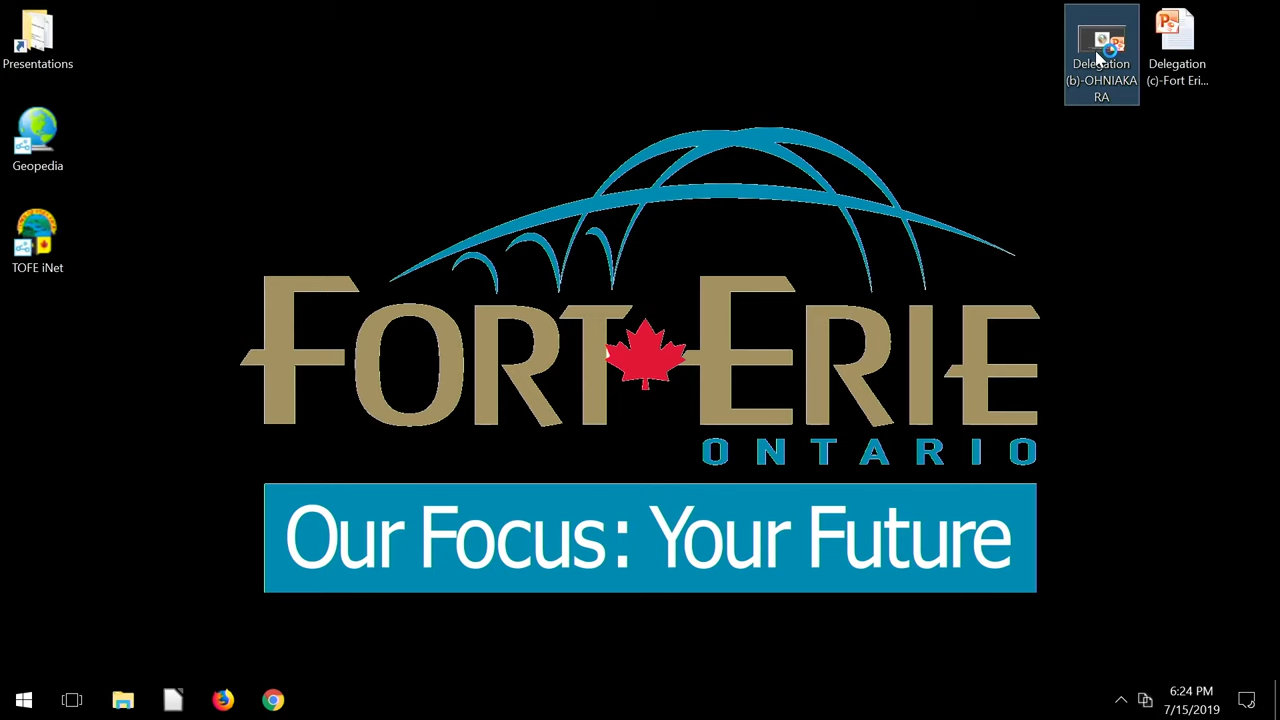 Presentations
Geopedia
TOFE iNet
Delegation
(b)-OHNIAKA
RA
Delegation
(c)-Fort Eri...
FORT ERIE
ONTARIO
Our Focus: Your Future
6:24 PM
7/15/2019